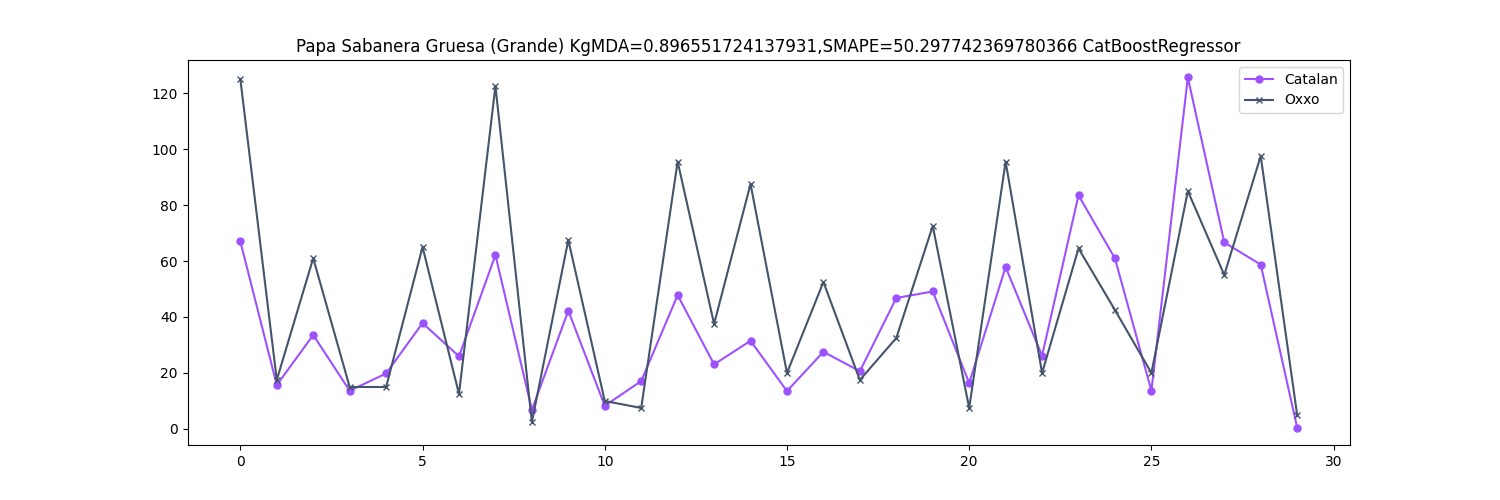 Papa Sabanera Gruesa (Grande) KgMDA=0.896551724137931,SMAPE=50.297742369780366 CatBoostRegressor
Catalan
Oxxo
120
100
80
60
40
20
0
0 5 10 15 20 25 30